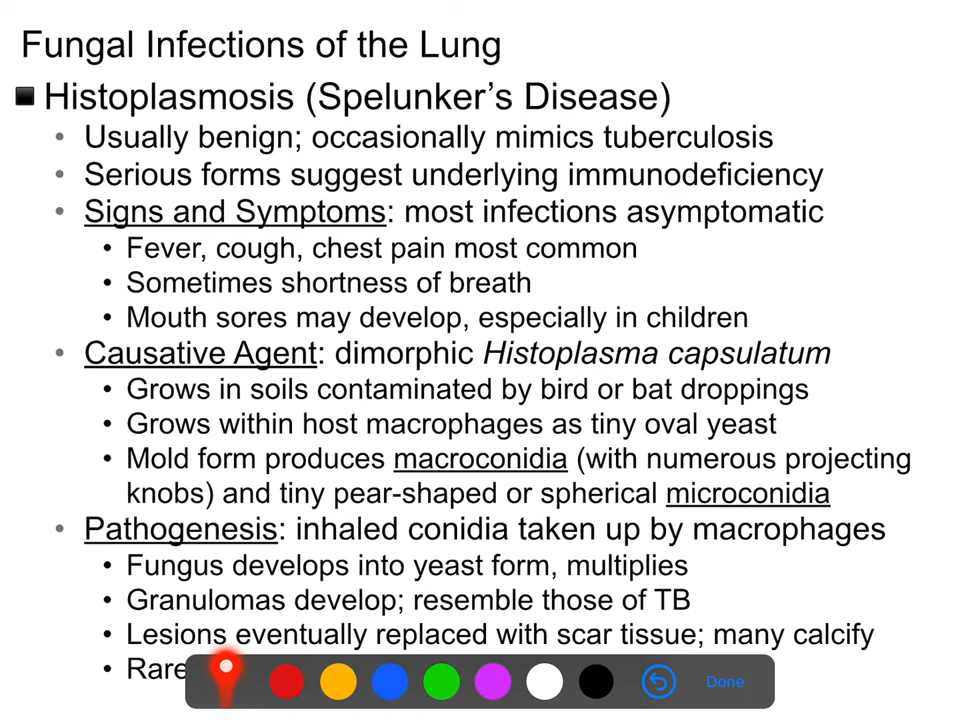 Fungal Infections of the Lung
Histoplasmosis (Spelunker’s Disease)
• Usually benign; occasionally mimics tuberculosis
• Serious forms suggest underlying immunodeficiency
• Signs and Symptoms: most infections asymptomatic
• Fever, cough, chest pain most common
• Sometimes shortness of breath
• Mouth sores may develop, especially in children
• Causative Agent: dimorphic Histoplasma capsulatum
• Grows in soils contaminated by bird or bat droppings
• Grows within host macrophages as tiny oval yeast
• Mold form produces macroconidia (with numerous projecting
knobs) and tiny pear-shaped or spherical microconidia
• Pathogenesis: inhaled conidia taken up by macrophages
• Fungus develops into yeast form, multiplies
• Granulomas develop; resemble those of TB
• Lesions eventually replaced with scar tissue; many calcify
• Rare
Done